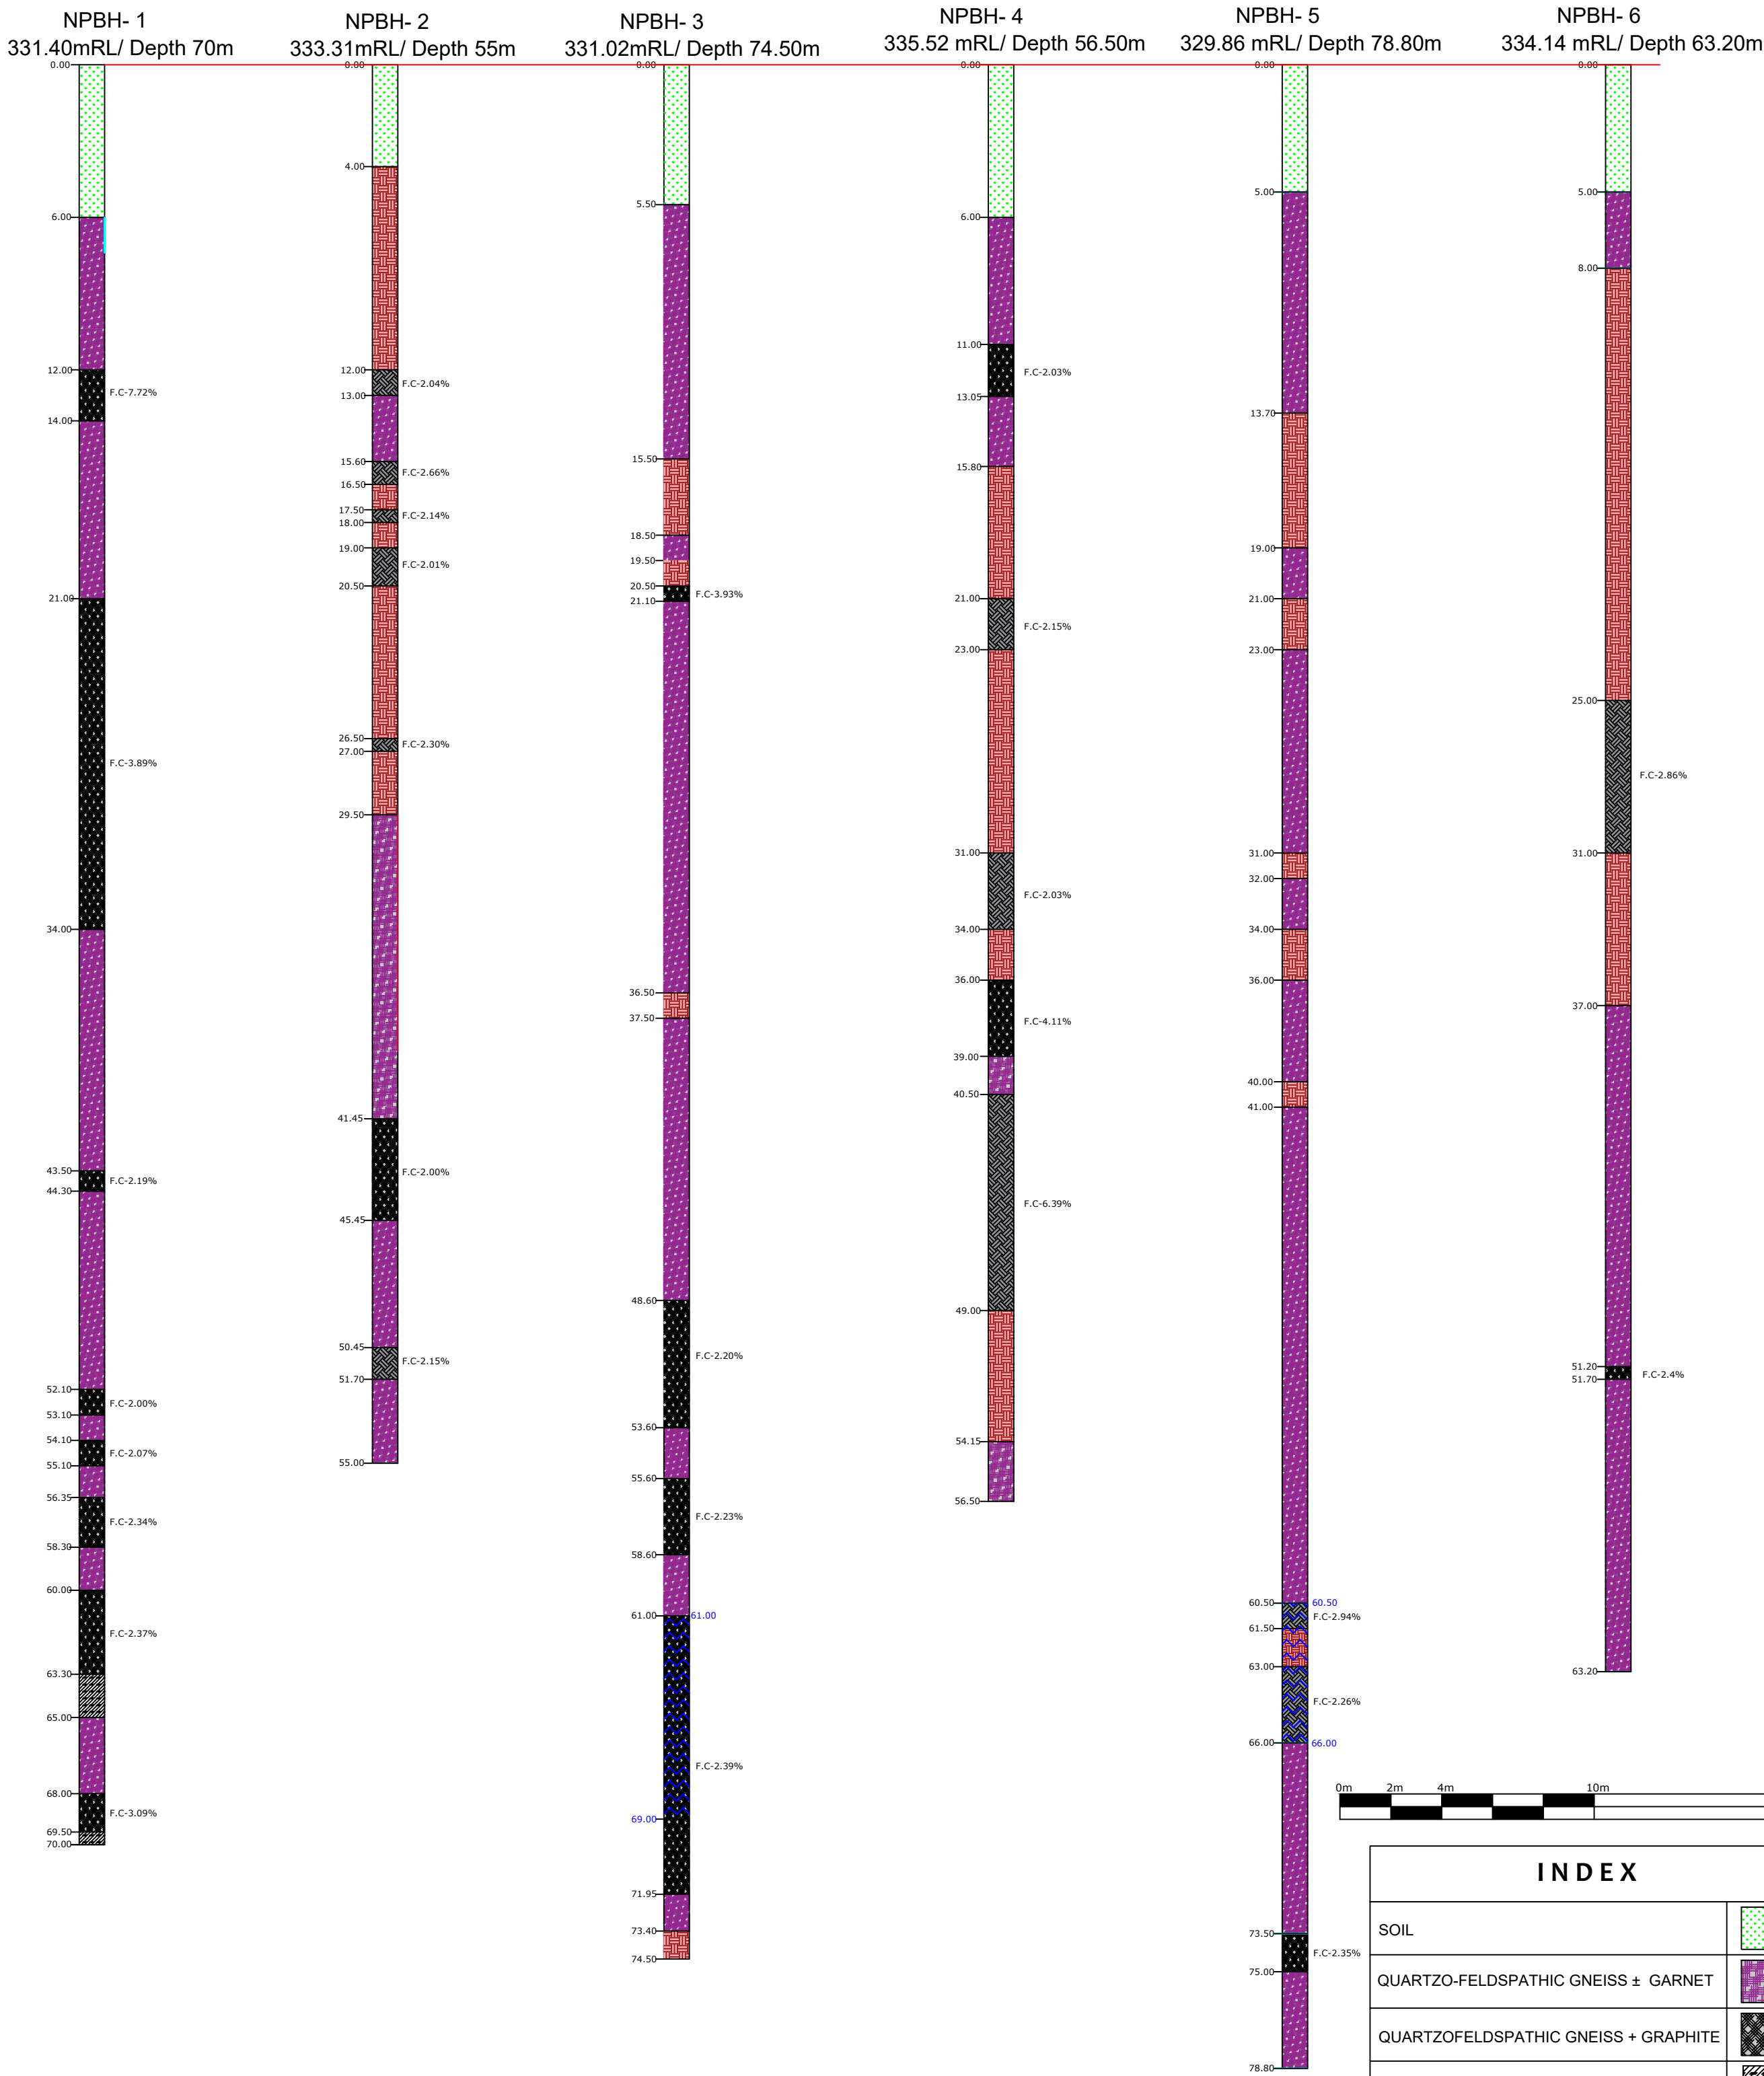 NPBH- 1
331.40mRL/ Depth 70m
0.00
6.00
12.00
F.C-7.72%
14.00
21.00
F.C-3.89%
34.00
43.50
F.C-2.19%
44.30
52.10
F.C-2.00%
53.10
54.10
F.C-2.07%
55.10
56.35
F.C-2.34%
58.30
60.00
F.C-2.37%
63.30
65.00
68.00
F.C-3.09%
69.50
70.00
NPBH- 2
333.31mRL/ Depth 55m
0.00
4.00
12.00
F.C-2.04%
13.00
15.60
F.C-2.66%
16.50
17.50
F.C-2.14%
18.00
19.00
F.C-2.01%
20.50
26.50
F.C-2.30%
27.00
29.50
41.45
F.C-2.00%
45.45
50.45
F.C-2.15%
51.70
55.00
NPBH- 3
331.02mRL/ Depth 74.50m
0.00
5.50
15.50
18.50
19.50
20.50
F.C-3.93%
21.10
36.50
37.50
48.60
F.C-2.20%
53.60
55.60
F.C-2.23%
58.60
61.00
61.00
F.C-2.39%
69.00
71.95
73.40
74.50
NPBH- 4
335.52 mRL/ Depth 56.50m
0.00
6.00
11.00
F.C-2.03%
13.05
15.80
21.00
F.C-2.15%
23.00
31.00
F.C-2.03%
34.00
36.00
F.C-4.11%
39.00
40.50
F.C-6.39%
49.00
54.15
56.50
NPBH- 5
329.86 mRL/ Depth 78.80m
0.00
5.00
13.70
19.00
21.00
23.00
31.00
32.00
34.00
36.00
40.00
41.00
60.50
60.50
F.C-2.94%
61.50
63.00
F.C-2.26%
66.00
66.00
73.50
F.C-2.35%
75.00
78.80
NPBH- 6
334.14 mRL/ Depth 63.20m
0.00
5.00
8.00
25.00
F.C-2.86%
31.00
37.00
51.20
F.C-2.4%
51.70
63.20
0m 2m 4m 10m
INDEX
SOIL
QUARTZO-FELDSPATHIC GNEISS ± GARNET
QUARTZOFELDSPATHIC GNEISS + GRAPHITE